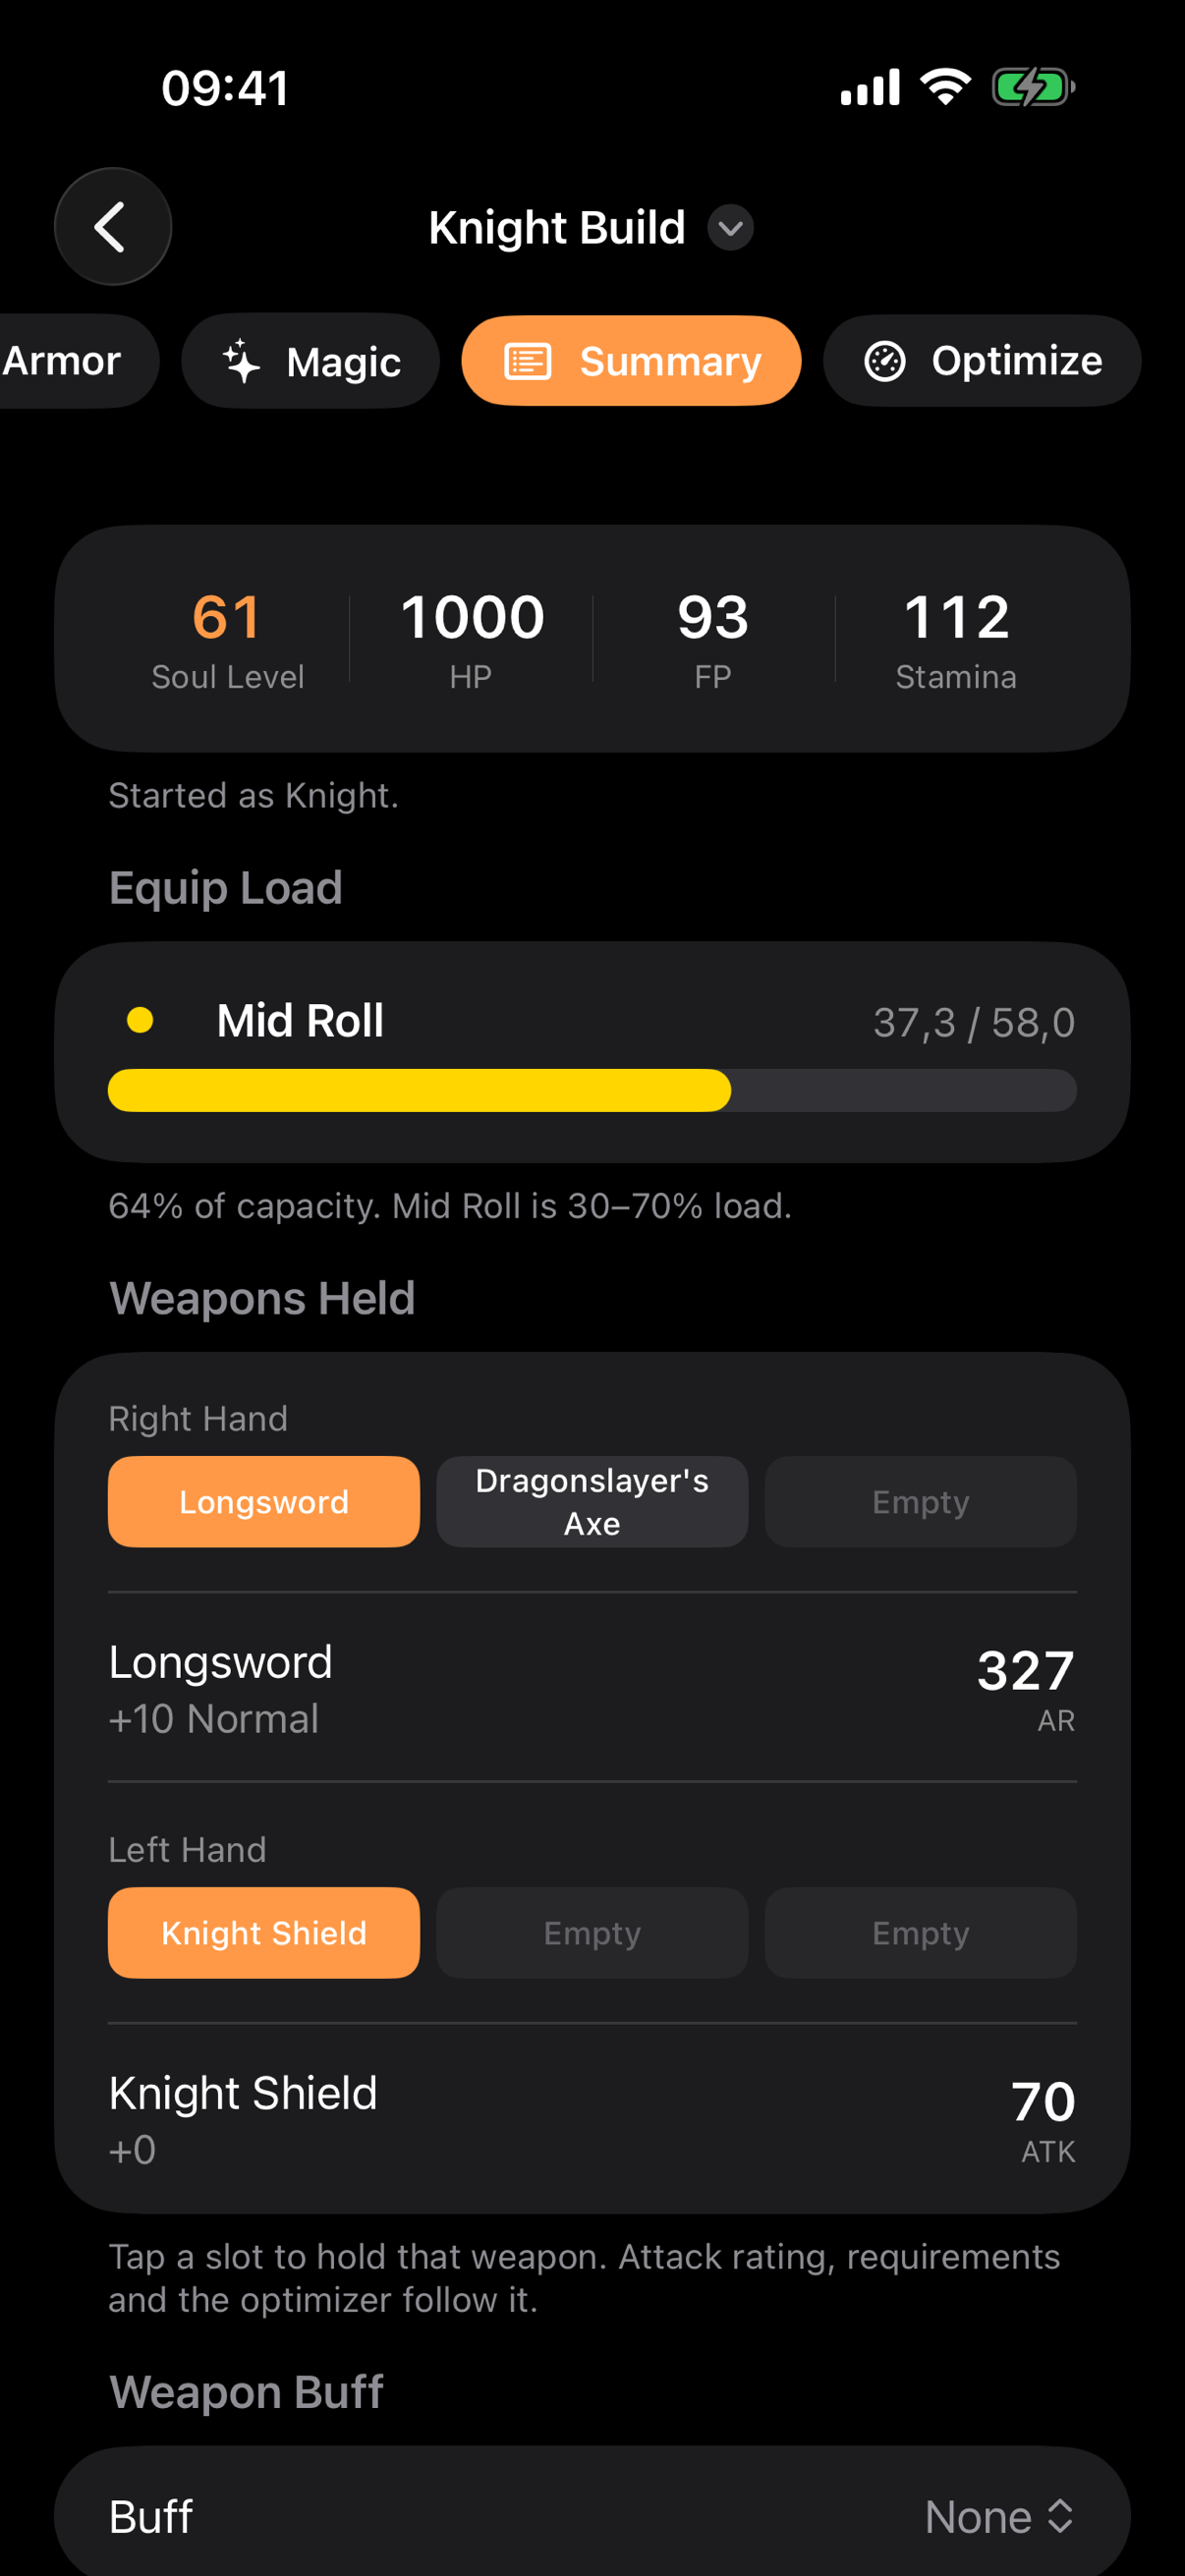 09:41
Knight Build
Armor
Magic
Summary
Optimize
61
Soul Level
1000
HP
93
FP
112
Stamina
Started as Knight.
Equip Load
Mid Roll
37,3 / 58,0
64% of capacity. Mid Roll is 30–70% load.
Weapons Held
Right Hand
Longsword
Dragonslayer's
Axe
Empty
Longsword
+10 Normal
327
AR
Left Hand
Knight Shield
Empty
Empty
Knight Shield
+0
70
ATK
Tap a slot to hold that weapon. Attack rating, requirements
and the optimizer follow it.
Weapon Buff
Buff
None